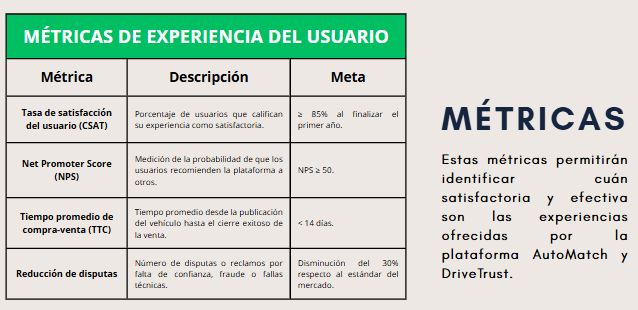 MÉTRICAS DE EXPERIENCIA DEL USUARIO
Métrica
Descripción
Meta
Tasa de satisfacción
del usuario (CSAT)
Porcentaje de usuarios que califican
su experiencia como satisfactoria.
≥ 85% al finalizar el
primer año.
Net Promoter Score
(NPS)
Medición de la probabilidad de que los
usuarios recomienden la plataforma a
otros.
NPS ≥ 50.
Tiempo promedio de
compra-venta (TTC)
Tiempo promedio desde la publicación
del vehículo hasta el cierre exitoso de
la venta.
< 14 días.
Reducción de disputas
Número de disputas o reclamos por
falta de confianza, fraude o fallas
técnicas.
Disminución del 30%
respecto al estándar del
mercado.
MÉTRICAS
Estas métricas permitirán
identificar cuán
satisfactoria y efectiva
son las experiencias
ofrecidas por la
plataforma AutoMatch y
DriveTrust.